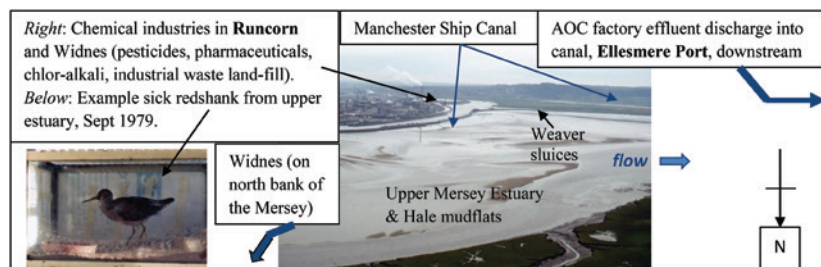 Right: Chemical industries in Runcorn
and Widnes (pesticides, pharmaceuticals,
chlor-alkali, industrial waste land-fill).
Below: Example sick redshank from upper
estuary, Sept 1979.
Manchester Ship Canal
AOC factory effluent discharge into
canal, Ellesmere Port, downstream
Weaver
sluices
flow
Widnes (on
north bank of
the Mersey)
Upper Mersey Estuary
& Hale mudflats
N